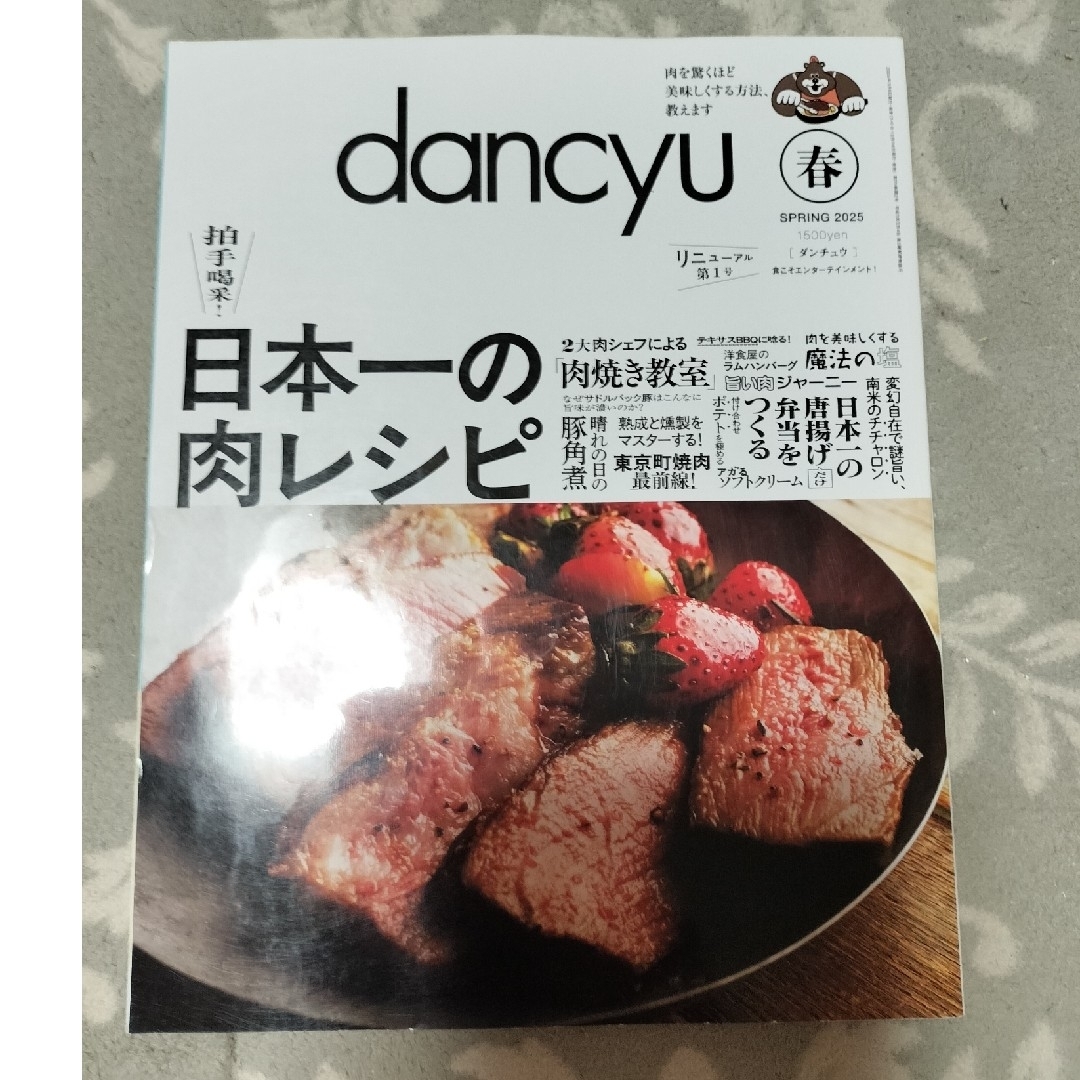 肉を驚くほど
美味しくする方法、
教えます
dancyu
春
SPRING 2025
1500yen
[ダンチュウ]
食こそエンターテインメント!
リニューアル
第1号
拍手喝采!
日本一の
肉レシピ
2大肉シェフによる
「肉焼き教室」
なぜサドルバック豚はこんなに
旨味が濃いのか?
晴れの日の
豚角煮
熟成と燻製を
マスターする!
東京町焼肉
最前線!
テキサスBBQに唸る!
洋食屋の
ラムハンバーグ
旨い肉ジャーニー
肉を美味しくする
魔法の塩
変幻自在で謎旨い、
南米のチチャロン
日本一の
唐揚げ[だけ]
弁当を
つくる
付け合わせ
ポテトを極める
アガる
ソフトクリーム